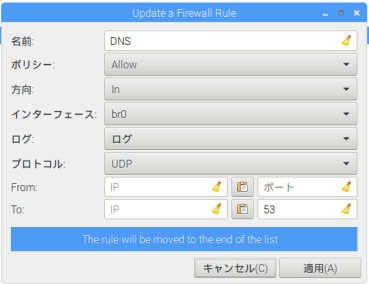 Update a Firewall Rule
名前: DNS
ポリシー: Allow
方向: In
インターフェース: br0
ログ: ログ
プロトコル: UDP
From: IP ポート
To: IP 53
The rule will be moved to the end of the list
キャンセル(C) 適用(A)